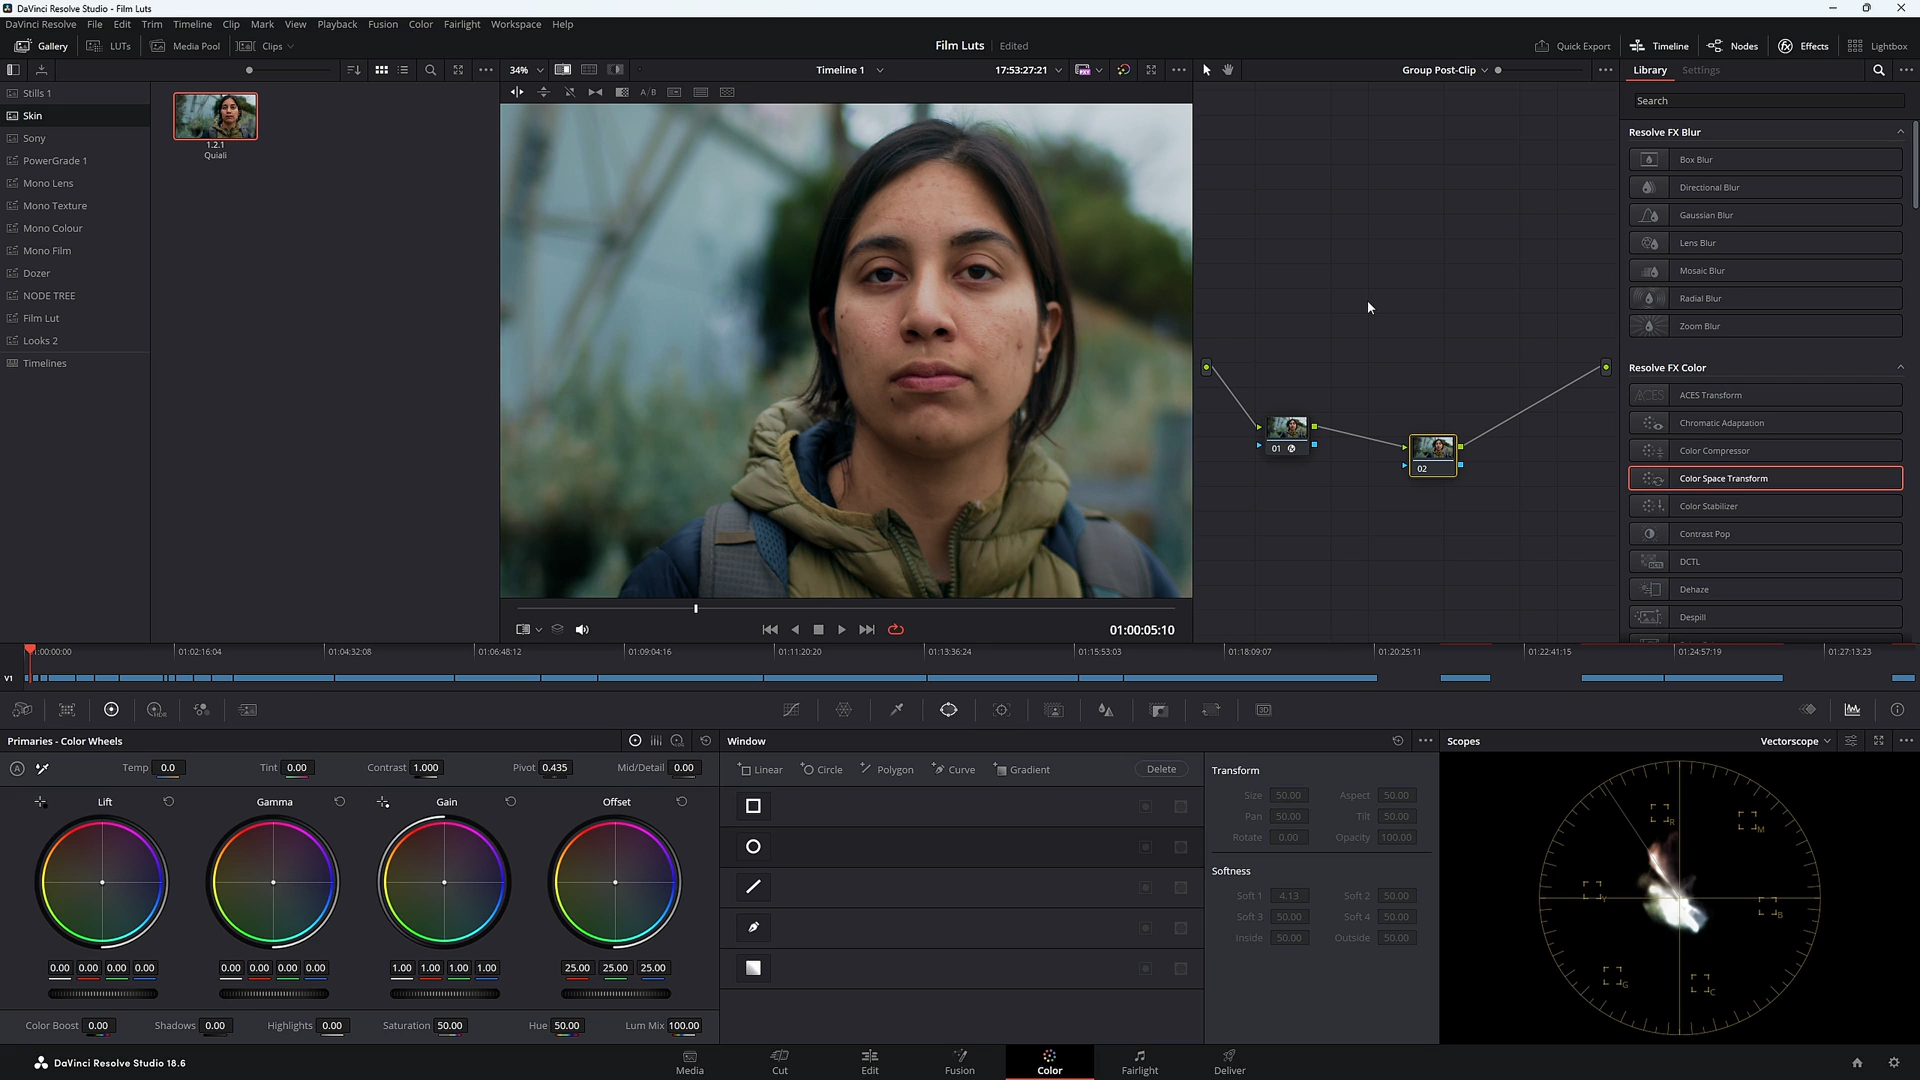 DaVinci Resolve Studio - Film Luts
DaVinci Resolve File Edit Trim Timeline Clip Mark View Playback Fusion Color Fairlight Workspace Help
Gallery LUTs Media Pool Clips Film Luts Edited Quick Export Timeline Nodes Effects Lightbox
34% Timeline 1 17:53:27:21 Group Post-Clip Library Settings
Stills 1
Skin
Sony
PowerGrade 1
Mono Lens
Mono Texture
Mono Colour
Mono Film
Dozer
NODE TREE
Film Lut
Looks 2
Timelines
1.2.1
Quiali
A/B
01
02
Search
Resolve FX Blur
Box Blur
Directional Blur
Gaussian Blur
Lens Blur
Mosaic Blur
Radial Blur
Zoom Blur
Resolve FX Color
ACES Transform
Chromatic Adaptation
Color Compressor
Color Space Transform
Color Stabilizer
Contrast Pop
DCTL
Dehaze
Despill
01:00:05:10
1:00:00:00 01:02:16:04 01:04:32:08 01:06:48:12 01:09:04:16 01:11:20:20 01:13:36:24 01:15:53:03 01:18:09:07 01:20:25:11 01:22:41:15 01:24:57:19 01:27:13:23
V1
HDR
3D
Primaries - Color Wheels
Temp 0.0 Tint 0.00 Contrast 1.000 Pivot 0.435 Mid/Detail 0.00
Lift Gamma Gain Offset
0.00 0.00 0.00 0.00 0.00 0.00 0.00 0.00 1.00 1.00 1.00 1.00 25.00 25.00 25.00
Color Boost 0.00 Shadows 0.00 Highlights 0.00 Saturation 50.00 Hue 50.00 Lum Mix 100.00
Window
Linear Circle Polygon Curve Gradient Delete
Transform
Size 50.00 Aspect 50.00
Pan 50.00 Tilt 50.00
Rotate 0.00 Opacity 100.00
Softness
Soft 1 4.13 Soft 2 50.00
Soft 3 50.00 Soft 4 50.00
Inside 50.00 Outside 50.00
Scopes Vectorscope
R M
Y B
G C
DaVinci Resolve Studio 18.6
Media Cut Edit Fusion Color Fairlight Deliver